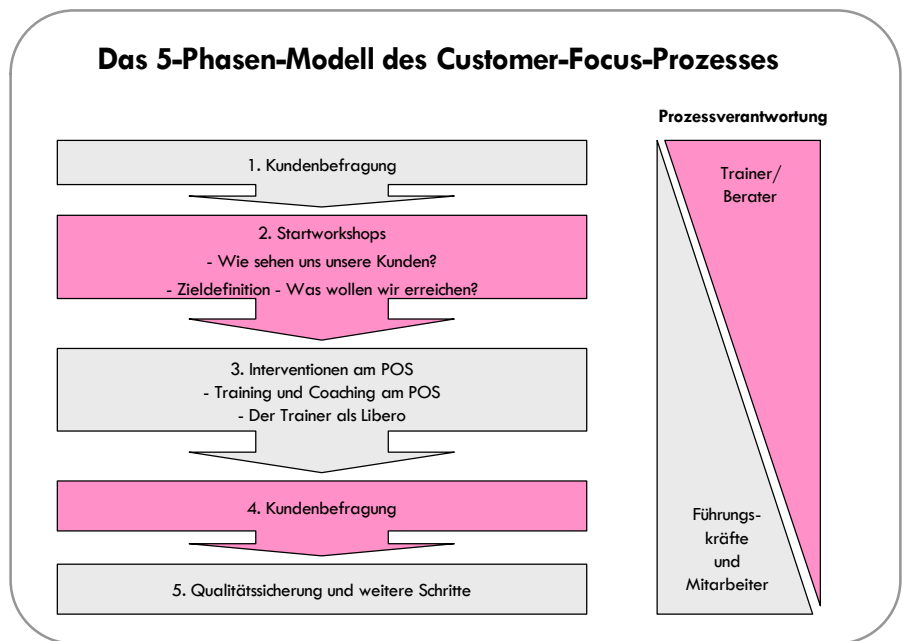 Das 5-Phasen-Modell des Customer-Focus-Prozesses
Prozessverantwortung
1. Kundenbefragung
2. Startworkshops
- Wie sehen uns unsere Kunden?
- Zieldefinition - Was wollen wir erreichen?
3. Interventionen am POS
- Training und Coaching am POS
- Der Trainer als Libero
4. Kundenbefragung
5. Qualitätssicherung und weitere Schritte
Trainer/
Berater
Führungs-
kräfte
und
Mitarbeiter